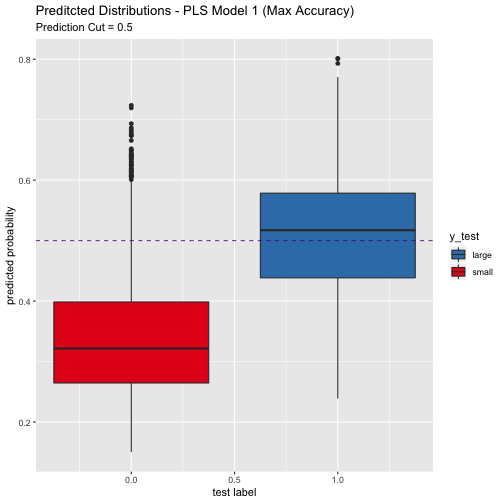 Preditcted Distributions - PLS Model 1 (Max Accuracy)
Prediction Cut = 0.5
predicted probability
0.8
0.6
0.4
0.2
0.0
0.5
1.0
test label
y_test
large
small